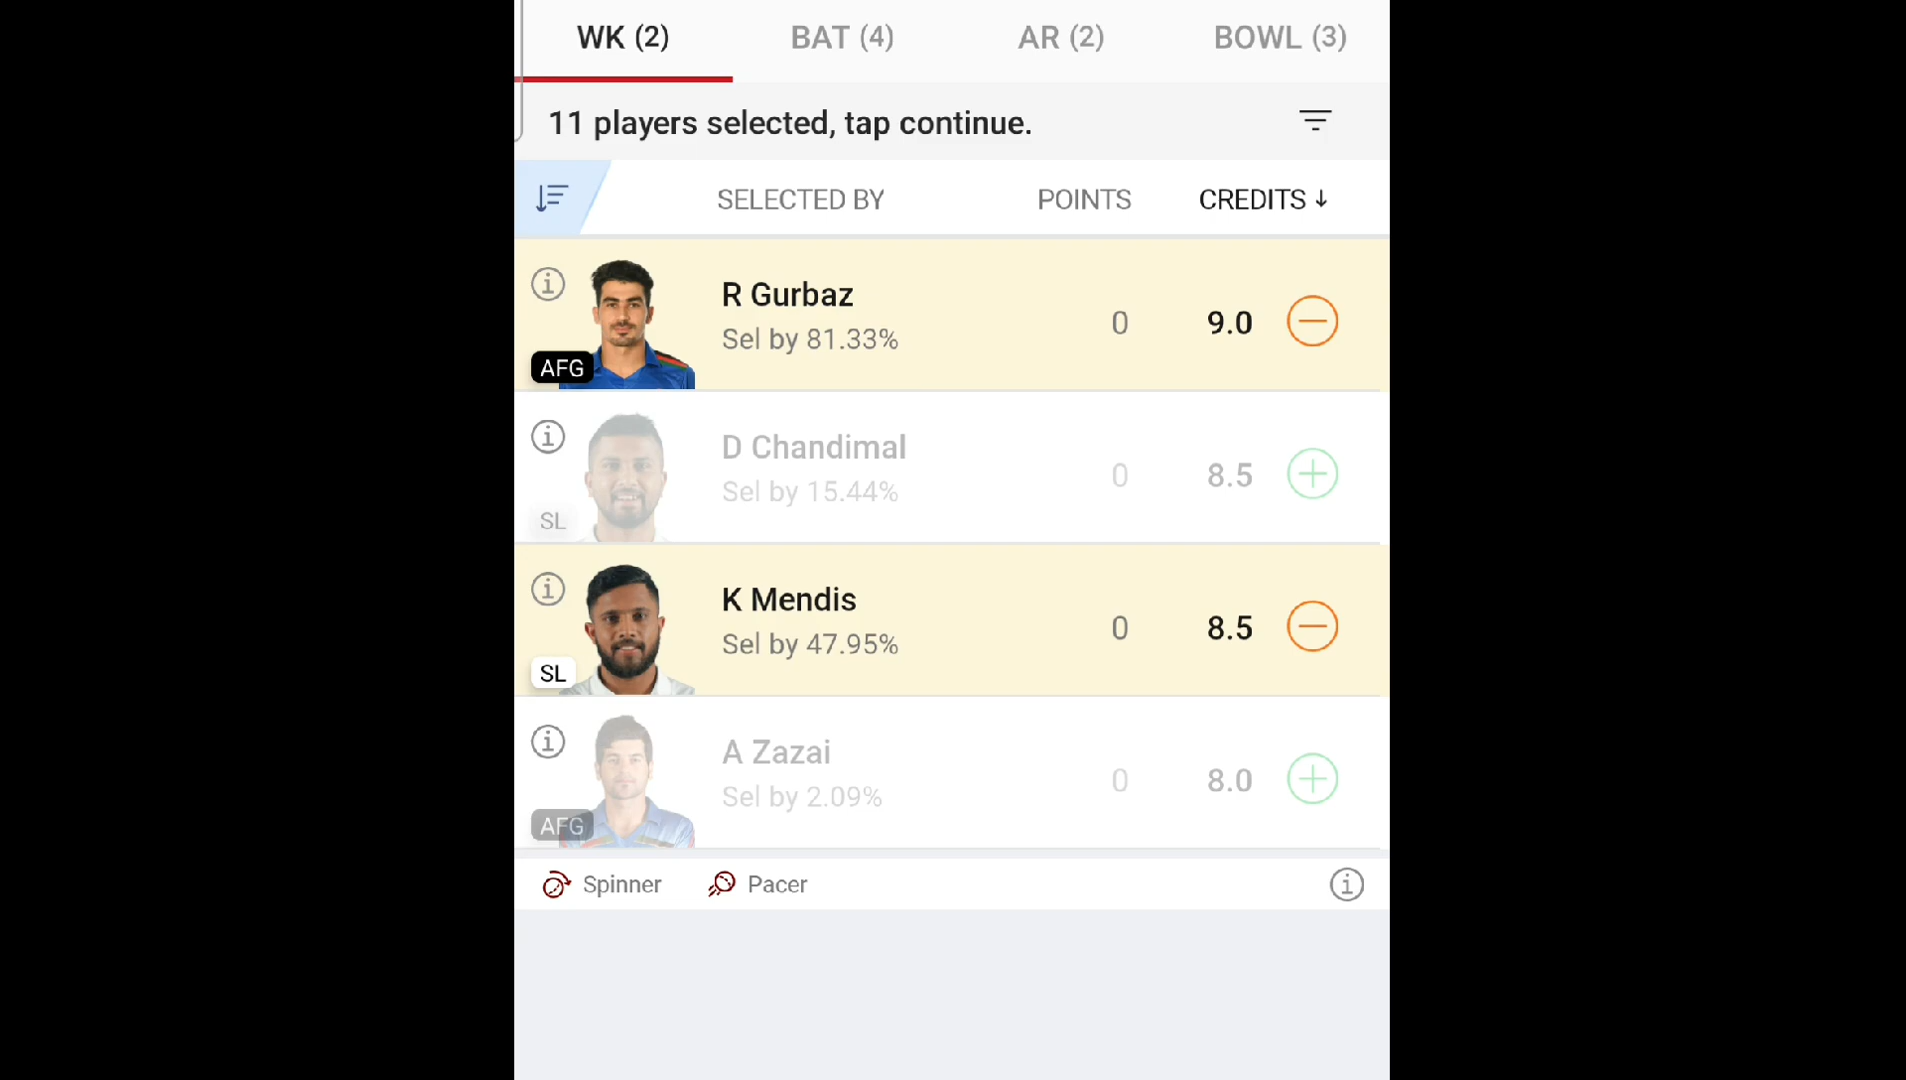 WK (2) BAT (4) AR (2) BOWL (3)
11 players selected, tap continue.
SELECTED BY POINTS CREDITS ↓
R Gurbaz
Sel by 81.33%
0 9.0
AFG
D Chandimal
Sel by 15.44%
0 8.5
SL
K Mendis
Sel by 47.95%
0 8.5
SL
A Zazai
Sel by 2.09%
0 8.0
AFG
Spinner Pacer